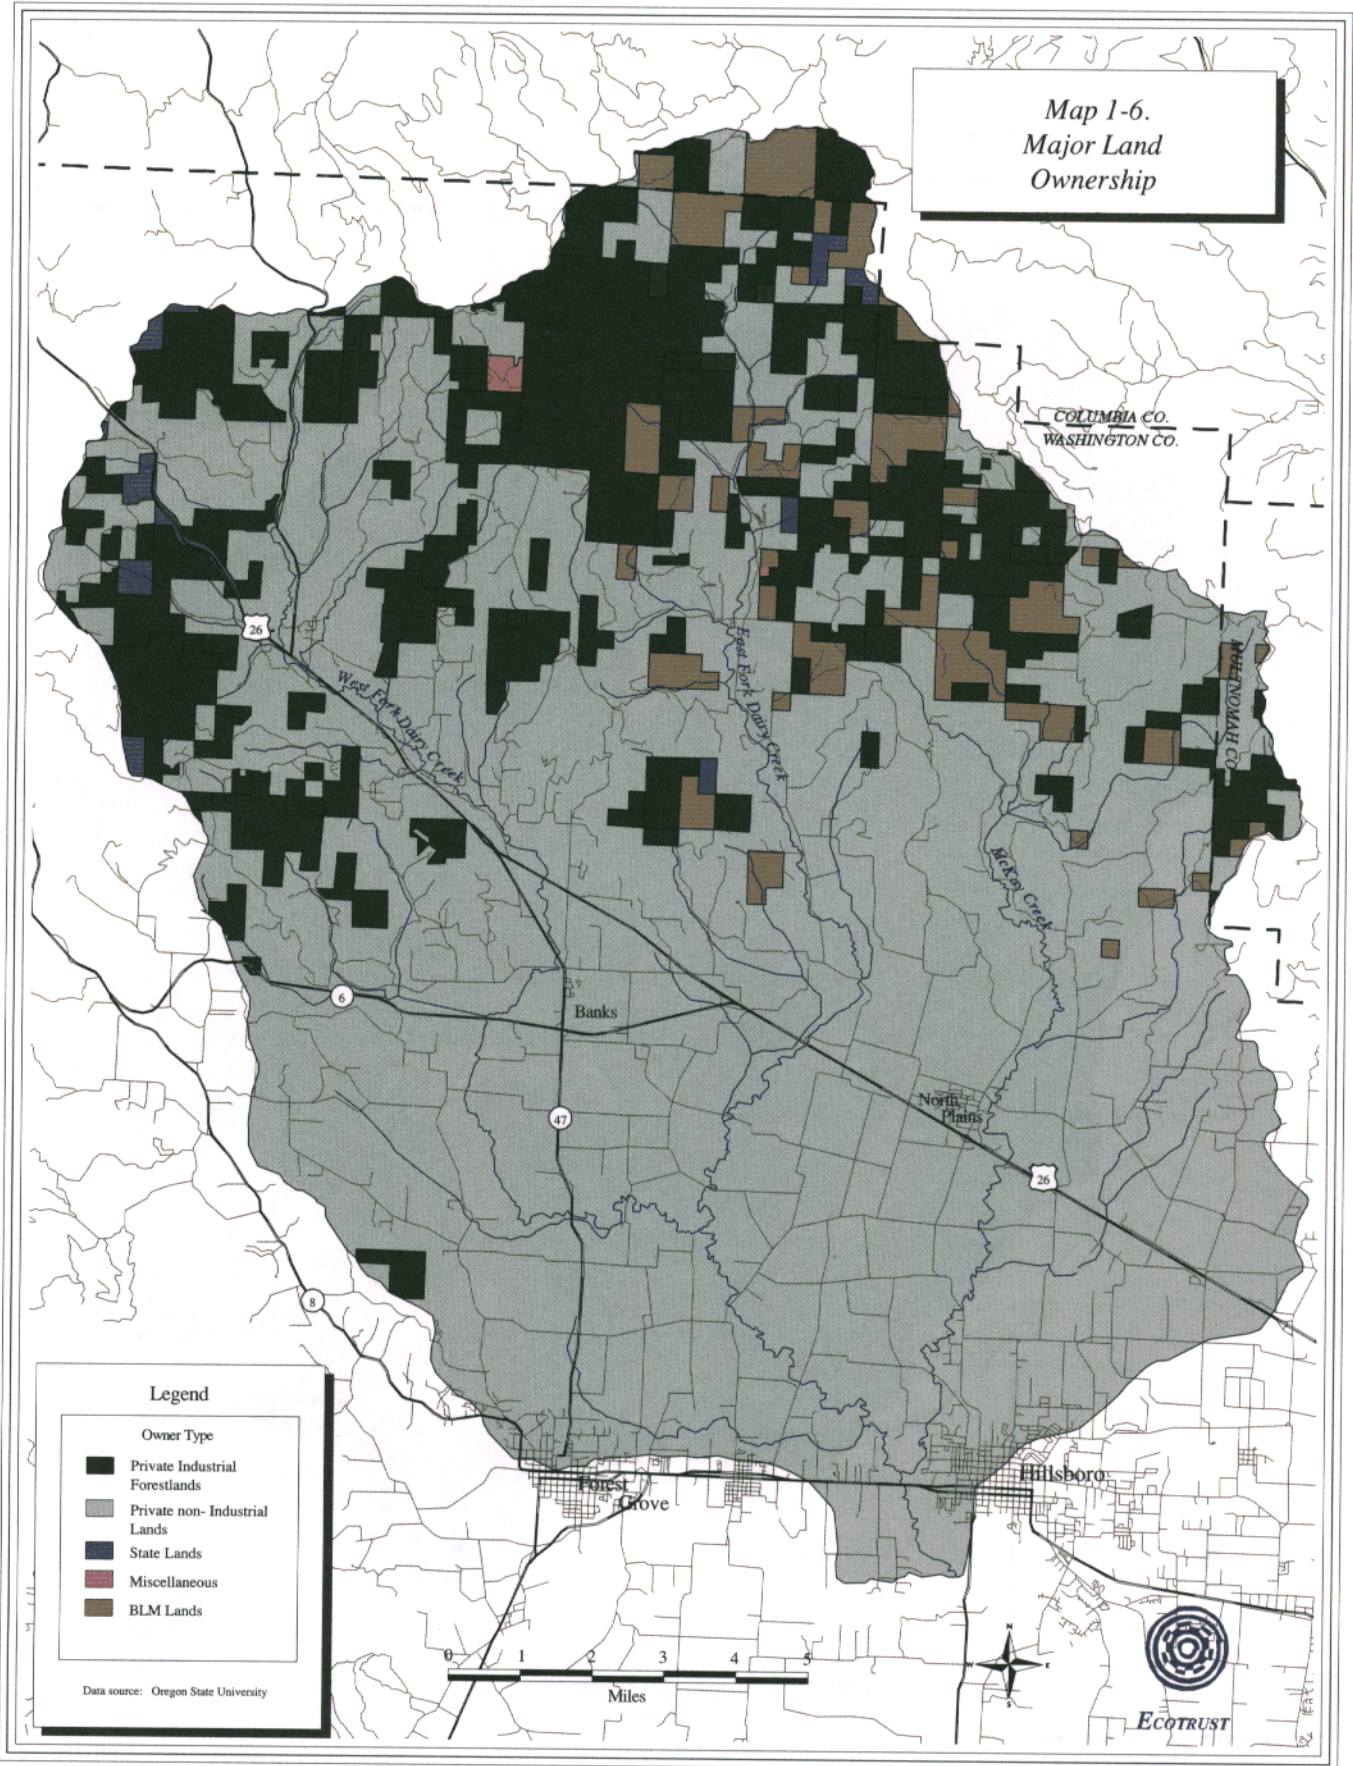 Map 1-6.
Major Land
Ownership
COLUMBIA CO.
WASHINGTON CO.
MULTNOMAH CO.
26
West Fork Dairy Creek
East Fork Dairy Creek
McKay Creek
6
Banks
47
North
Plains
26
8
Forest
Grove
Hillsboro
Legend
Owner Type
Private Industrial
Forestlands
Private non- Industrial
Lands
State Lands
Miscellaneous
BLM Lands
Data source: Oregon State University
0 1 2 3 4 5
Miles
N
W E
S
ECOTRUST